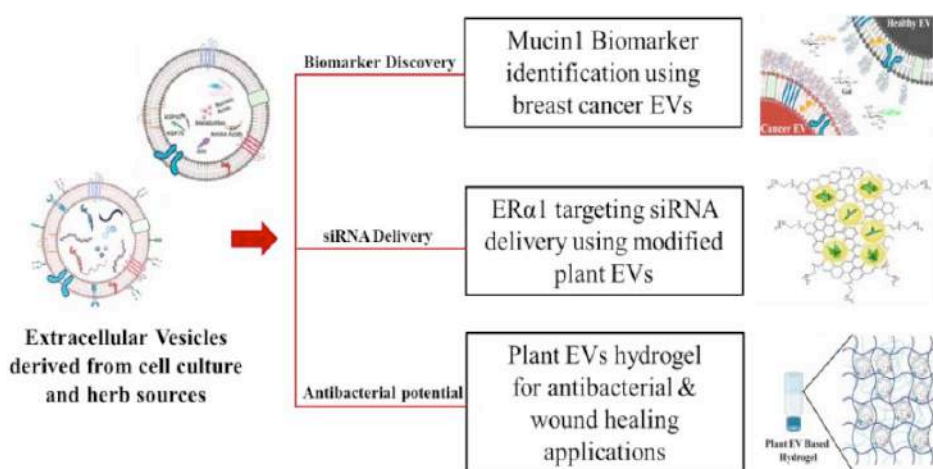 Biomarker Discovery
Mucin1 Biomarker
identification using
breast cancer EVs
Healthy EV
Gal
Cancer EV
siRNA Delivery
ERα1 targeting siRNA
delivery using modified
plant EVs
Extracellular Vesicles
derived from cell culture
and herb sources
Antibacterial potential
Plant EVs hydrogel
for antibacterial &
wound healing
applications
Plant EV Based
Hydrogel